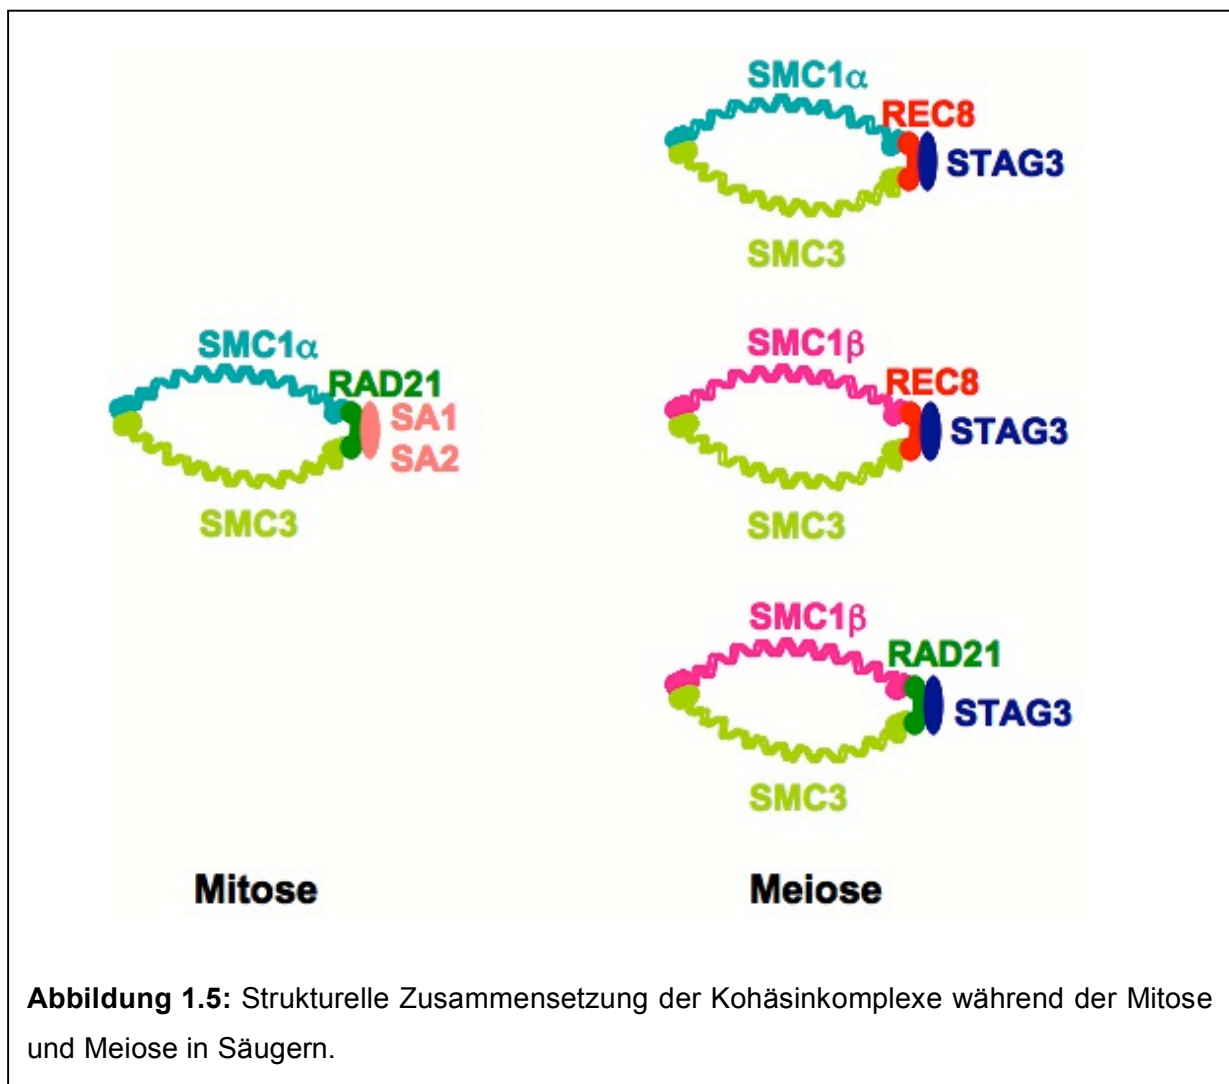 SMC1α
REC8
STAG3
SMC3
SMC1α
RAD21
SA1
SA2
SMC3
SMC1β
REC8
STAG3
SMC3
SMC1β
RAD21
STAG3
SMC3
Mitose
Meiose
Abbildung 1.5: Strukturelle Zusammensetzung der Kohäsinkomplexe während der Mitose
und Meiose in Säugern.